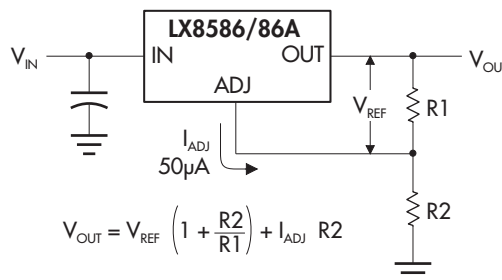 LX8586/86A
V_IN IN OUT V_OU
ADJ
V_REF R1
I_ADJ
50µA
R2
V_OUT = V_REF (1 + R2/R1) + I_ADJ R2